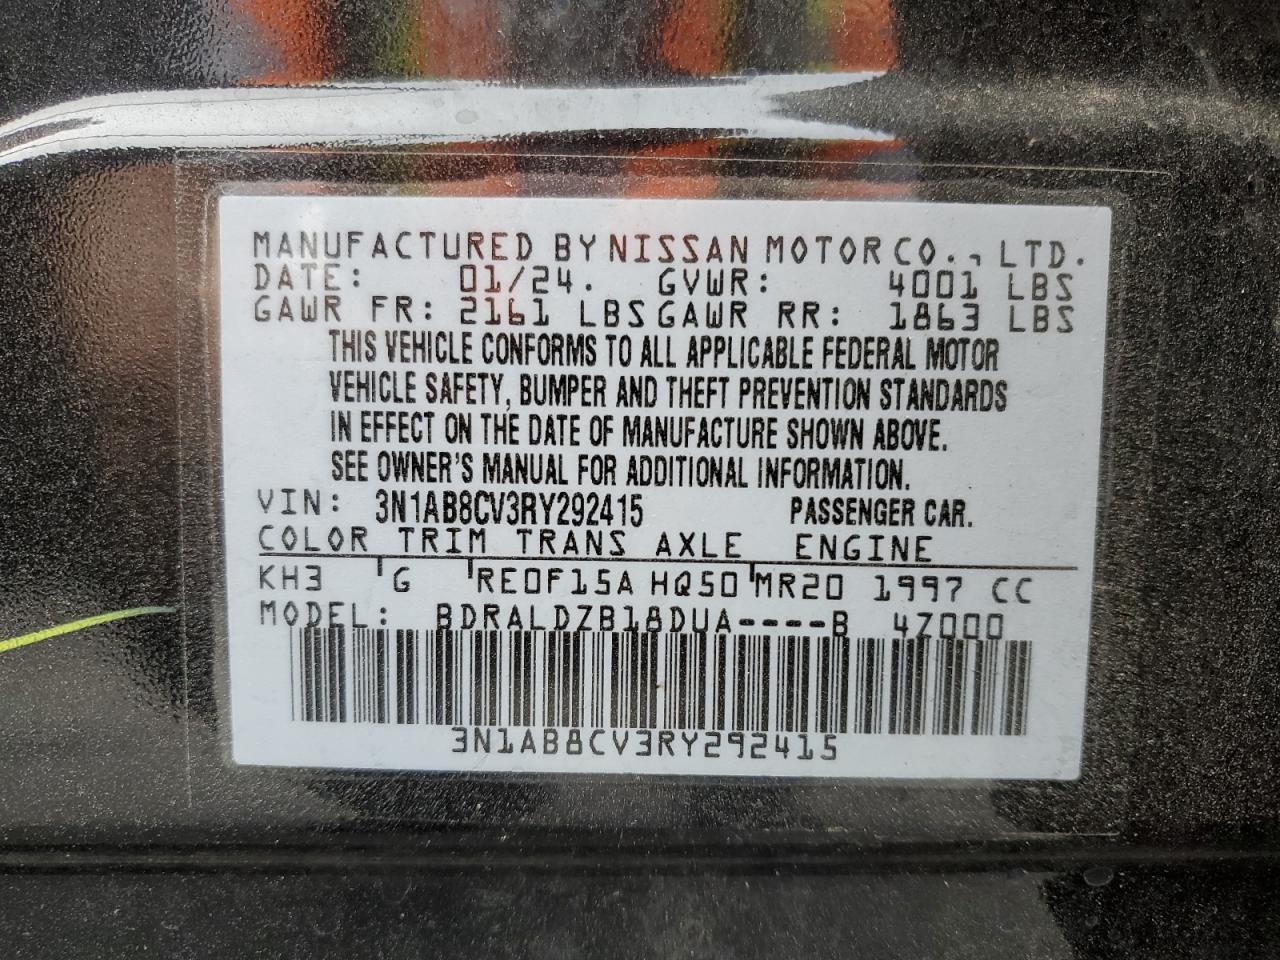 MANUFACTURED BY NISSAN MOTOR CO., LTD.
DATE: 01/24. GVWR: 4001 LBS
GAWR FR: 2161 LBS GAWR RR: 1863 LBS
THIS VEHICLE CONFORMS TO ALL APPLICABLE FEDERAL MOTOR
VEHICLE SAFETY, BUMPER AND THEFT PREVENTION STANDARDS
IN EFFECT ON THE DATE OF MANUFACTURE SHOWN ABOVE.
SEE OWNER'S MANUAL FOR ADDITIONAL INFORMATION.
VIN: 3N1AB8CV3RY292415 PASSENGER CAR.
COLOR TRIM TRANS AXLE ENGINE
KH3 G RE0F15A HQ50 MR20 1997 CC
MODEL: BDRALDZB18DUA----B 4Z000
3N1AB8CV3RY292415